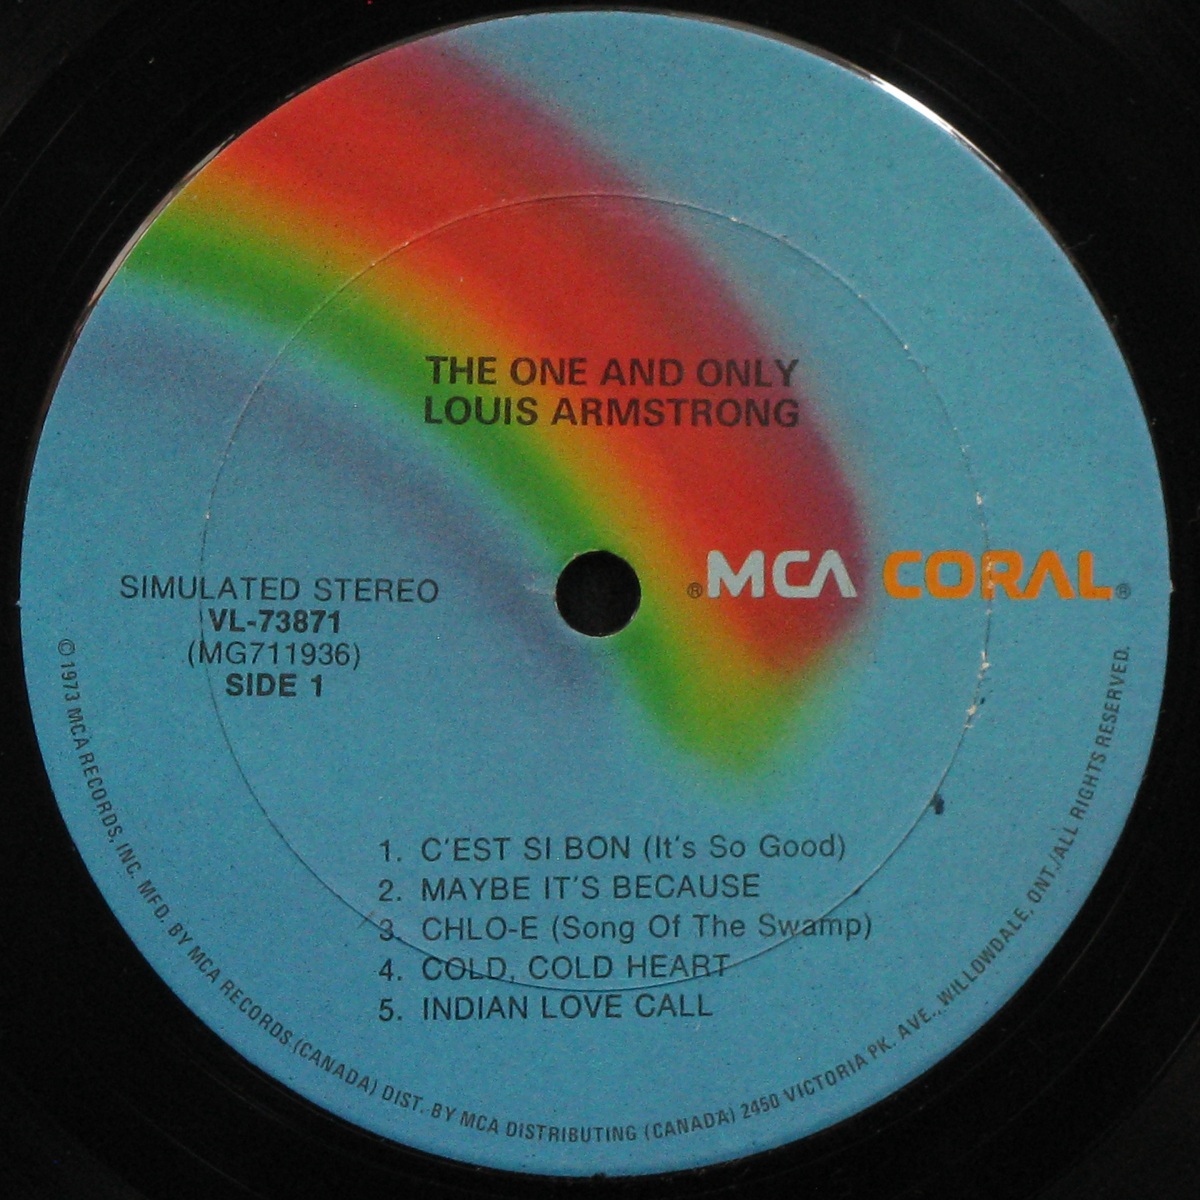 THE ONE AND ONLY
LOUIS ARMSTRONG
®MCA CORAL®
SIMULATED STEREO
VL-73871
(MG711936)
SIDE 1
1. C'EST SI BON (It's So Good)
2. MAYBE IT'S BECAUSE
3. CHLO-E (Song Of The Swamp)
4. COLD, COLD HEART
5. INDIAN LOVE CALL
© 1973 MCA RECORDS, INC. MFD. BY MCA RECORDS (CANADA) DIST. BY MCA DISTRIBUTING (CANADA) 2450 VICTORIA PK. AVE., WILLOWDALE, ONT./ALL RIGHTS RESERVED.